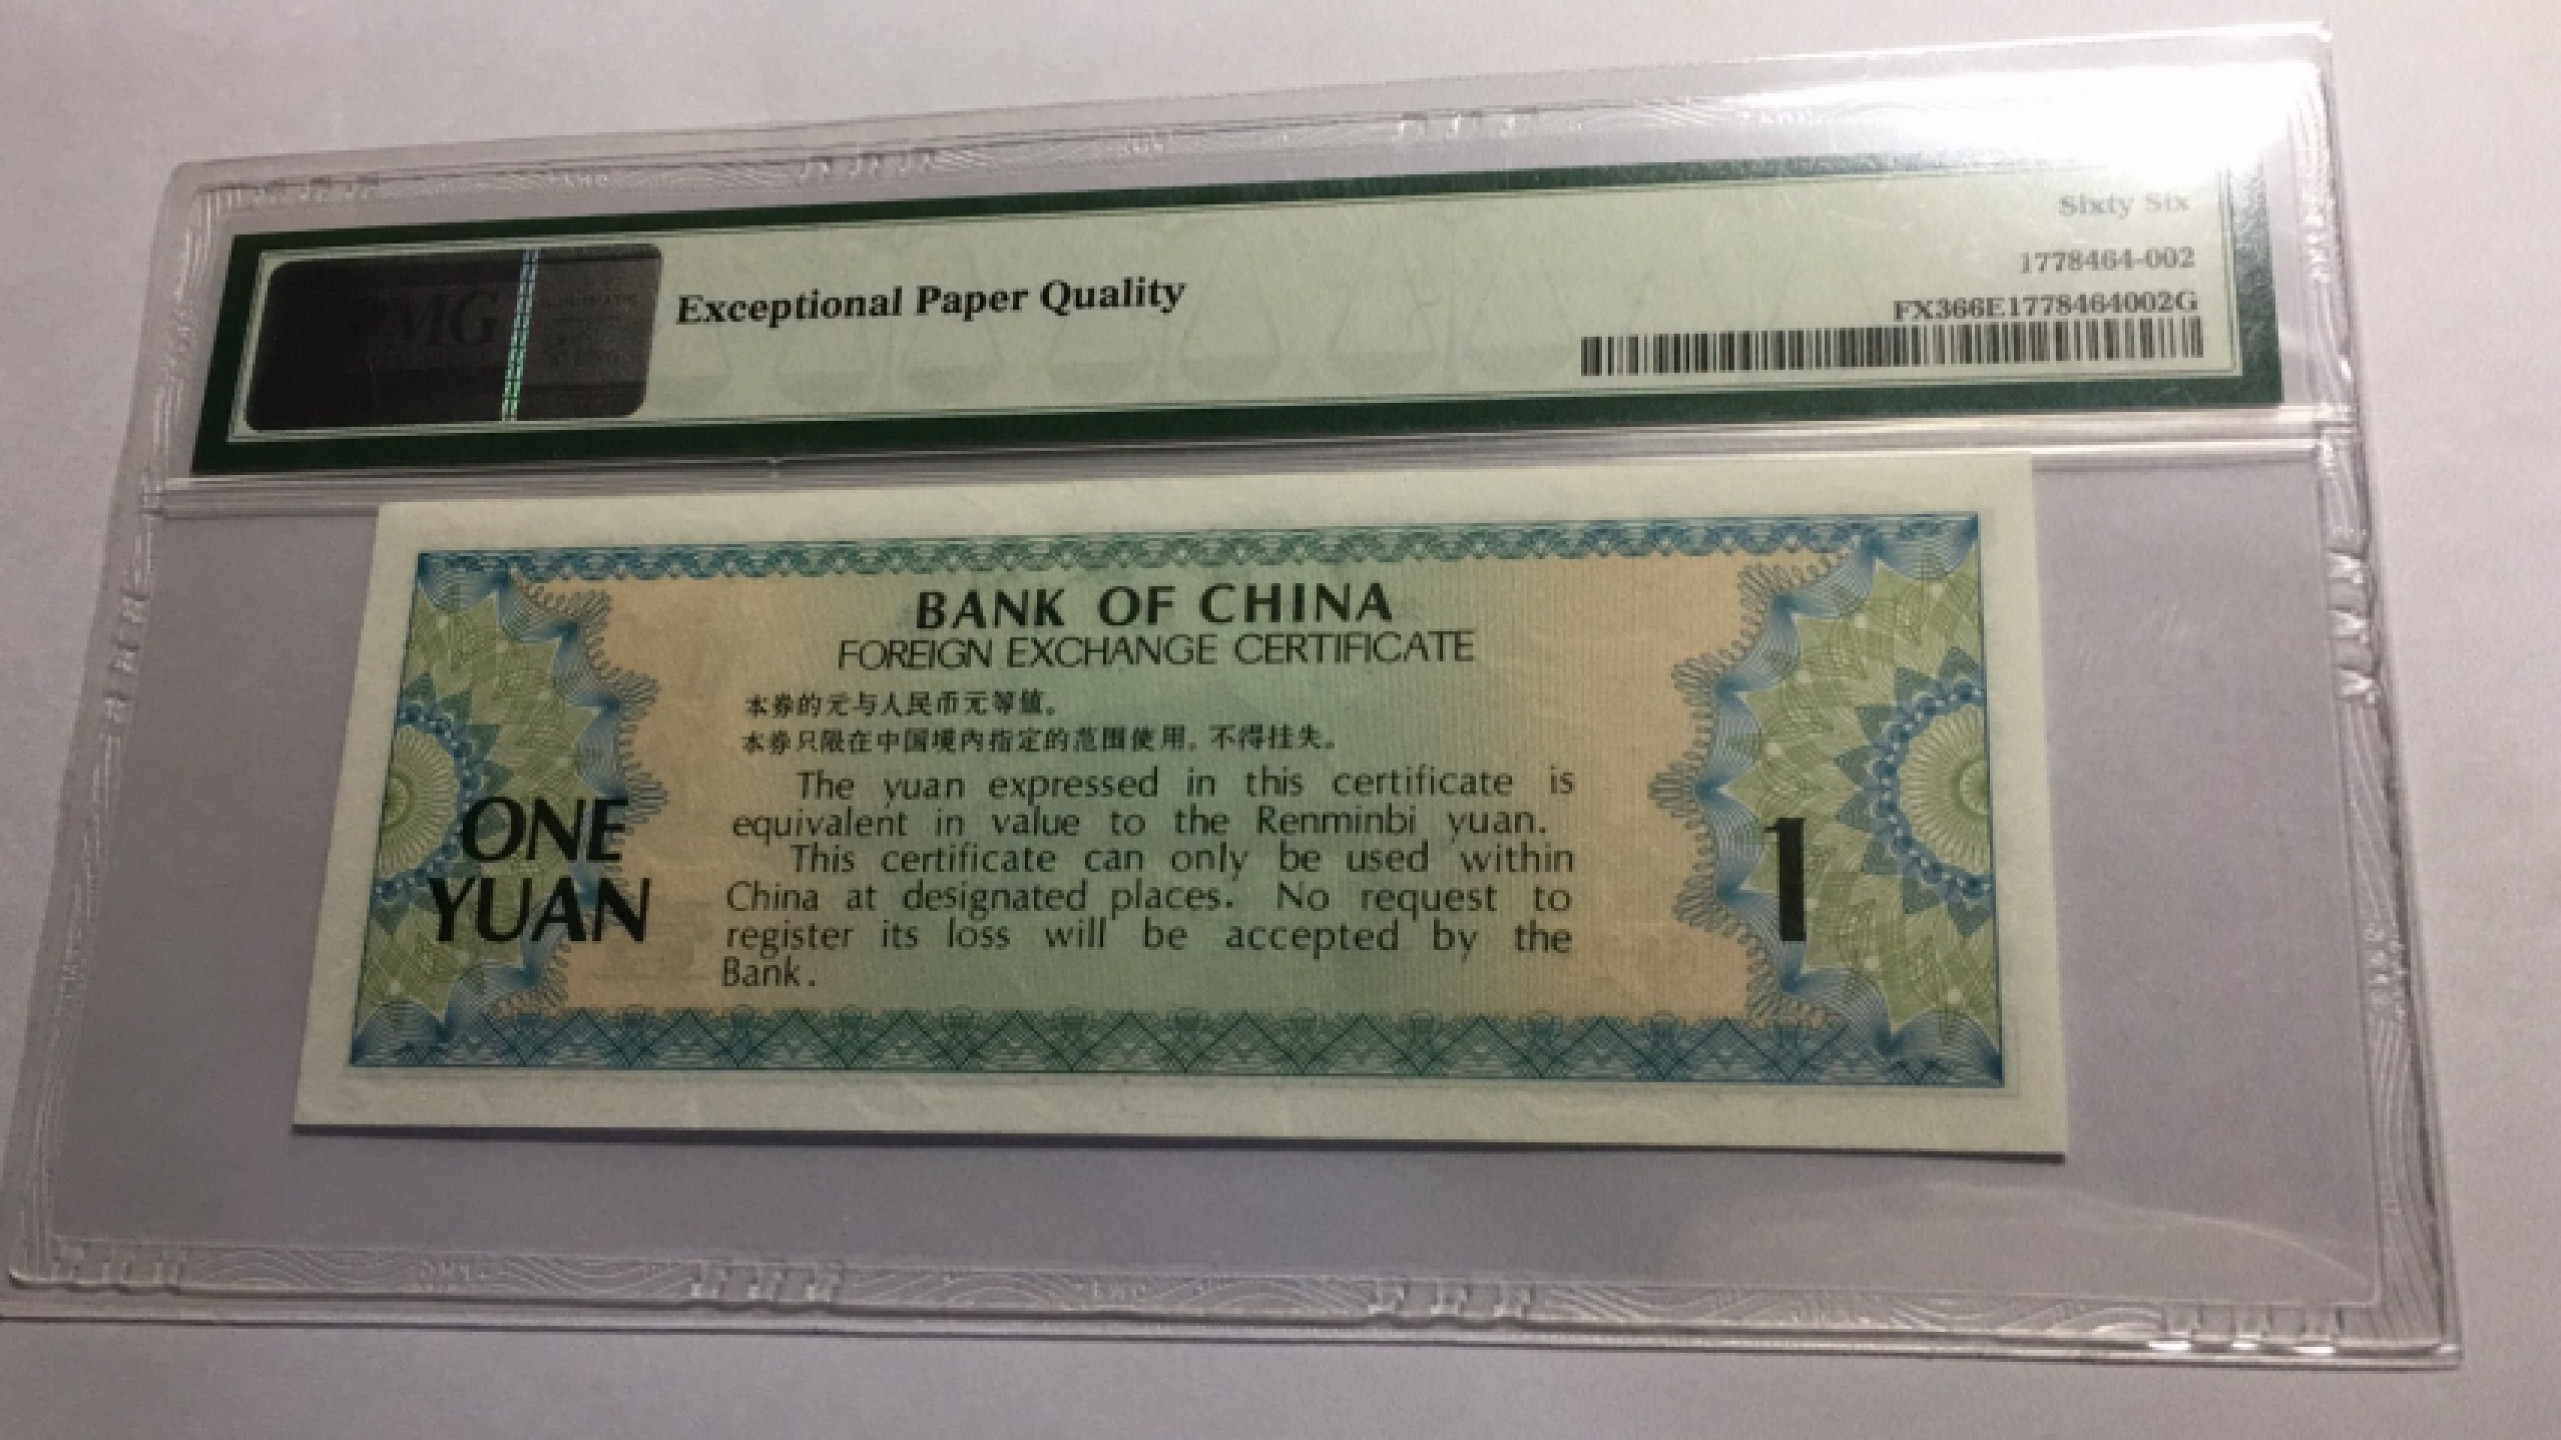 Sixty Six
1778464-002
PMG
Exceptional Paper Quality
FX366E1778464002G
BANK OF CHINA
FOREIGN EXCHANGE CERTIFICATE
本券的元与人民币元等值。
本券只限在中国境内指定的范围使用。不得挂失。
The yuan expressed in this certificate is
equivalent in value to the Renminbi yuan.
This certificate can only be used within
China at designated places. No request to
register its loss will be accepted by the
Bank.
ONE
YUAN
1